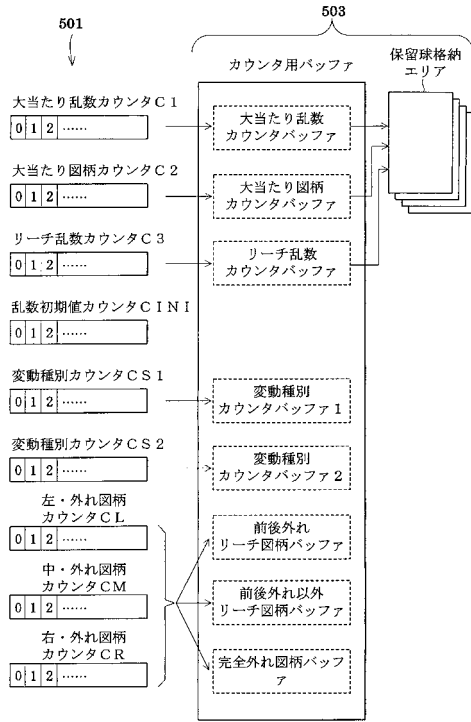 501
503
カウンタ用バッファ
保留球格納
エリア
大当たり乱数カウンタC1
0 1 2 ……
大当たり乱数
カウンタバッファ
大当たり図柄カウンタC2
0 1 2 ……
大当たり図柄
カウンタバッファ
リーチ乱数カウンタC3
0 1 2 ……
リーチ乱数
カウンタバッファ
乱数初期値カウンタCINI
0 1 2 ……
変動種別カウンタCS1
0 1 2 ……
変動種別
カウンタバッファ1
変動種別カウンタCS2
0 1 2 ……
変動種別
カウンタバッファ2
左・外れ図柄
カウンタCL
0 1 2 ……
前後外れ
リーチ図柄バッファ
中・外れ図柄
カウンタCM
0 1 2 ……
前後外れ以外
リーチ図柄バッファ
右・外れ図柄
カウンタCR
0 1 2 ……
完全外れ図柄バッフ
ァ